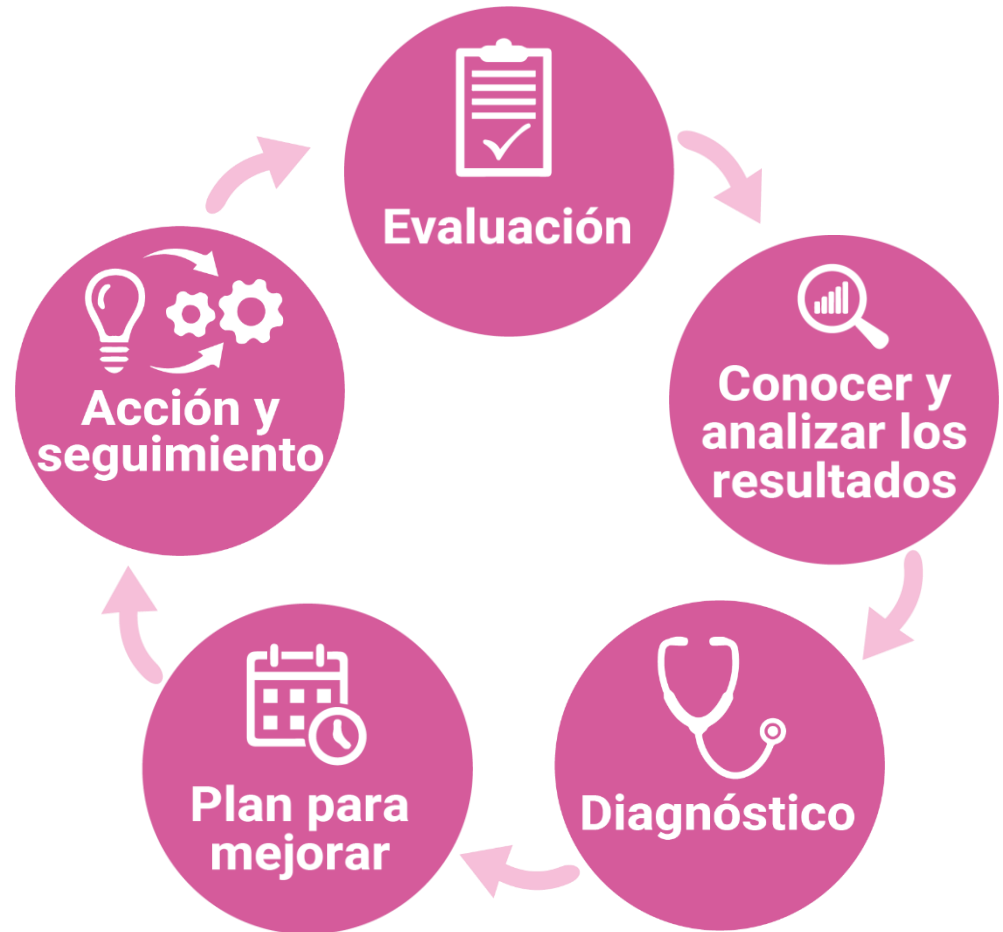 Evaluación
Conocer y
analizar los
resultados
Diagnóstico
Plan para
mejorar
Acción y
seguimiento